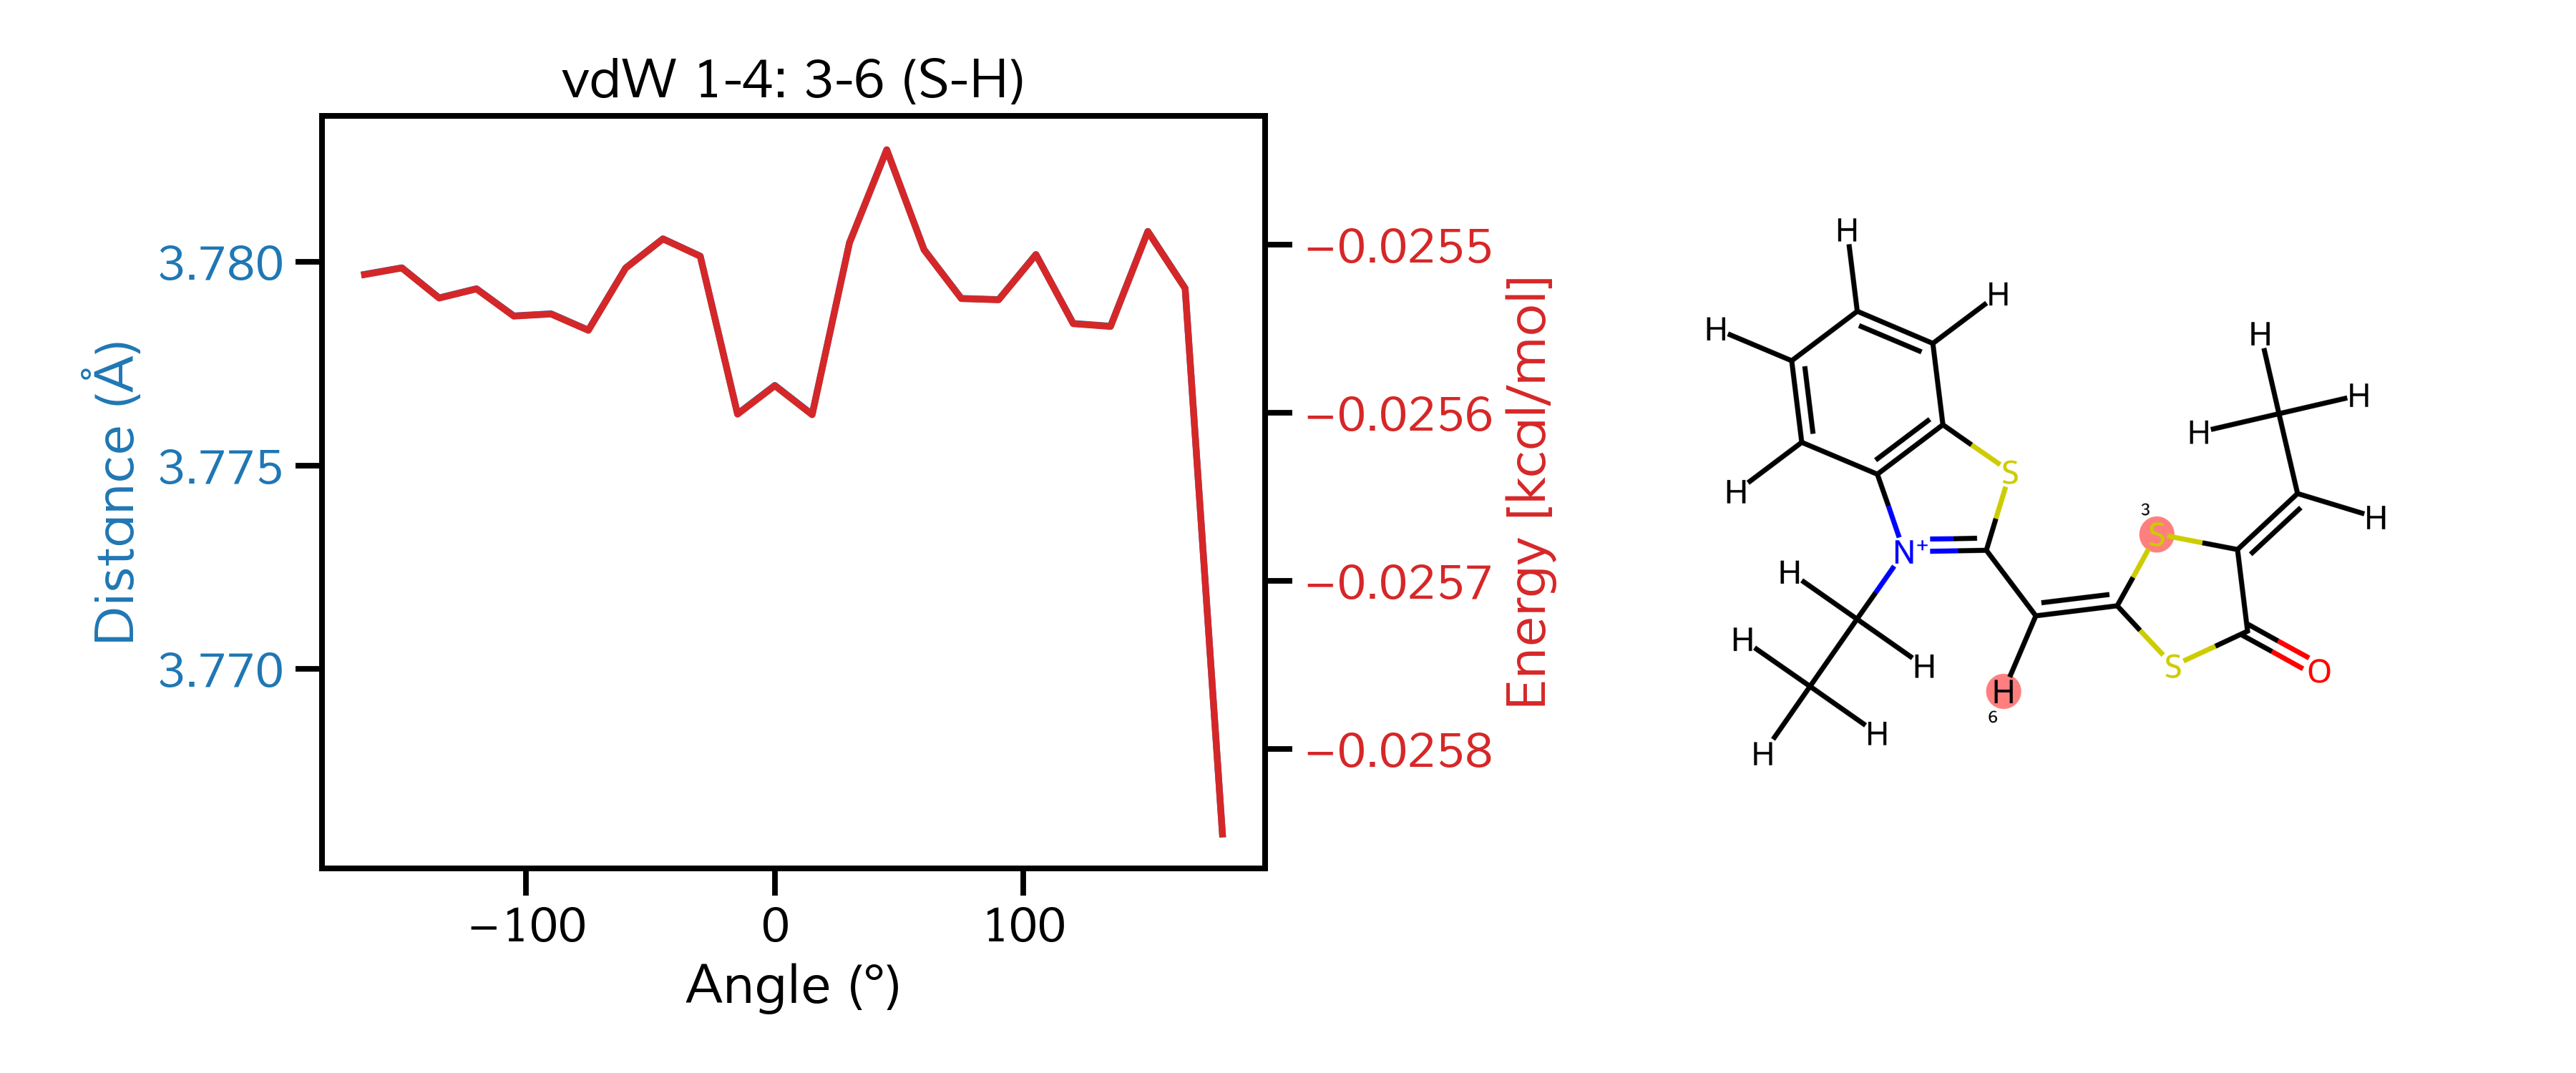 vdW 1-4: 3-6 (S-H)
3.780
3.775
3.770
Distance (Å)
−100
0
100
Angle (°)
−0.0255
−0.0256
−0.0257
−0.0258
Energy [kcal/mol]
H
H
H
H
H
S
H
H
3
S
H
H
N+
H
H
H
S
O
H
6
H
H